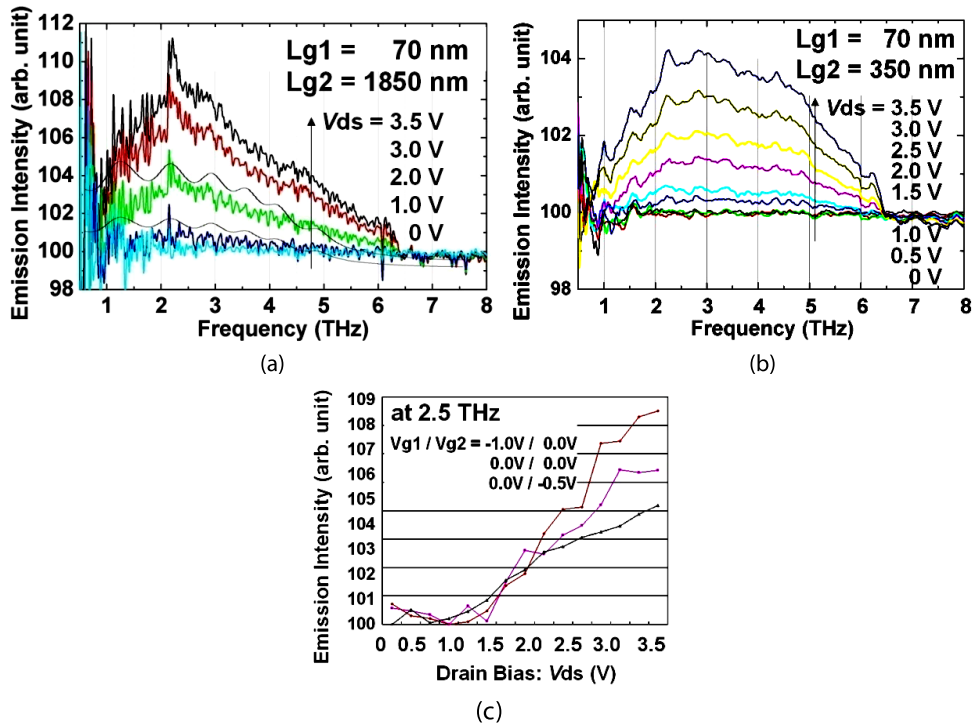 112
110
108
106
104
102
100
98
Emission Intensity (arb. unit)
Lg1 = 70 nm
Lg2 = 1850 nm
Vds = 3.5 V
3.0 V
2.0 V
1.0 V
0 V
1 2 3 4 5 6 7 8
Frequency (THz)
(a)
104
102
100
98
Emission Intensity (arb. unit)
Lg1 = 70 nm
Lg2 = 350 nm
Vds = 3.5 V
3.0 V
2.5 V
2.0 V
1.5 V
1.0 V
0.5 V
0 V
1 2 3 4 5 6 7 8
Frequency (THz)
(b)
109
108
107
106
105
104
103
102
101
100
Emission Intensity (arb. unit)
at 2.5 THz
Vg1 / Vg2 = -1.0V / 0.0V
0.0V / 0.0V
0.0V / -0.5V
0 0.5 1.0 1.5 2.0 2.5 3.0 3.5
Drain Bias: Vds (V)
(c)